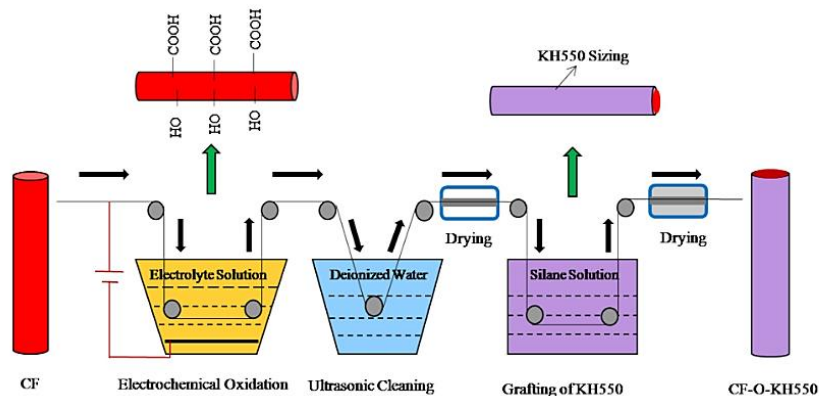 COOH
COOH
COOH
HO
HO
HO
KH550 Sizing
Drying
Drying
Electrolyte Solution
Deionized Water
Silane Solution
CF
Electrochemical Oxidation
Ultrasonic Cleaning
Grafting of KH550
CF-O-KH550